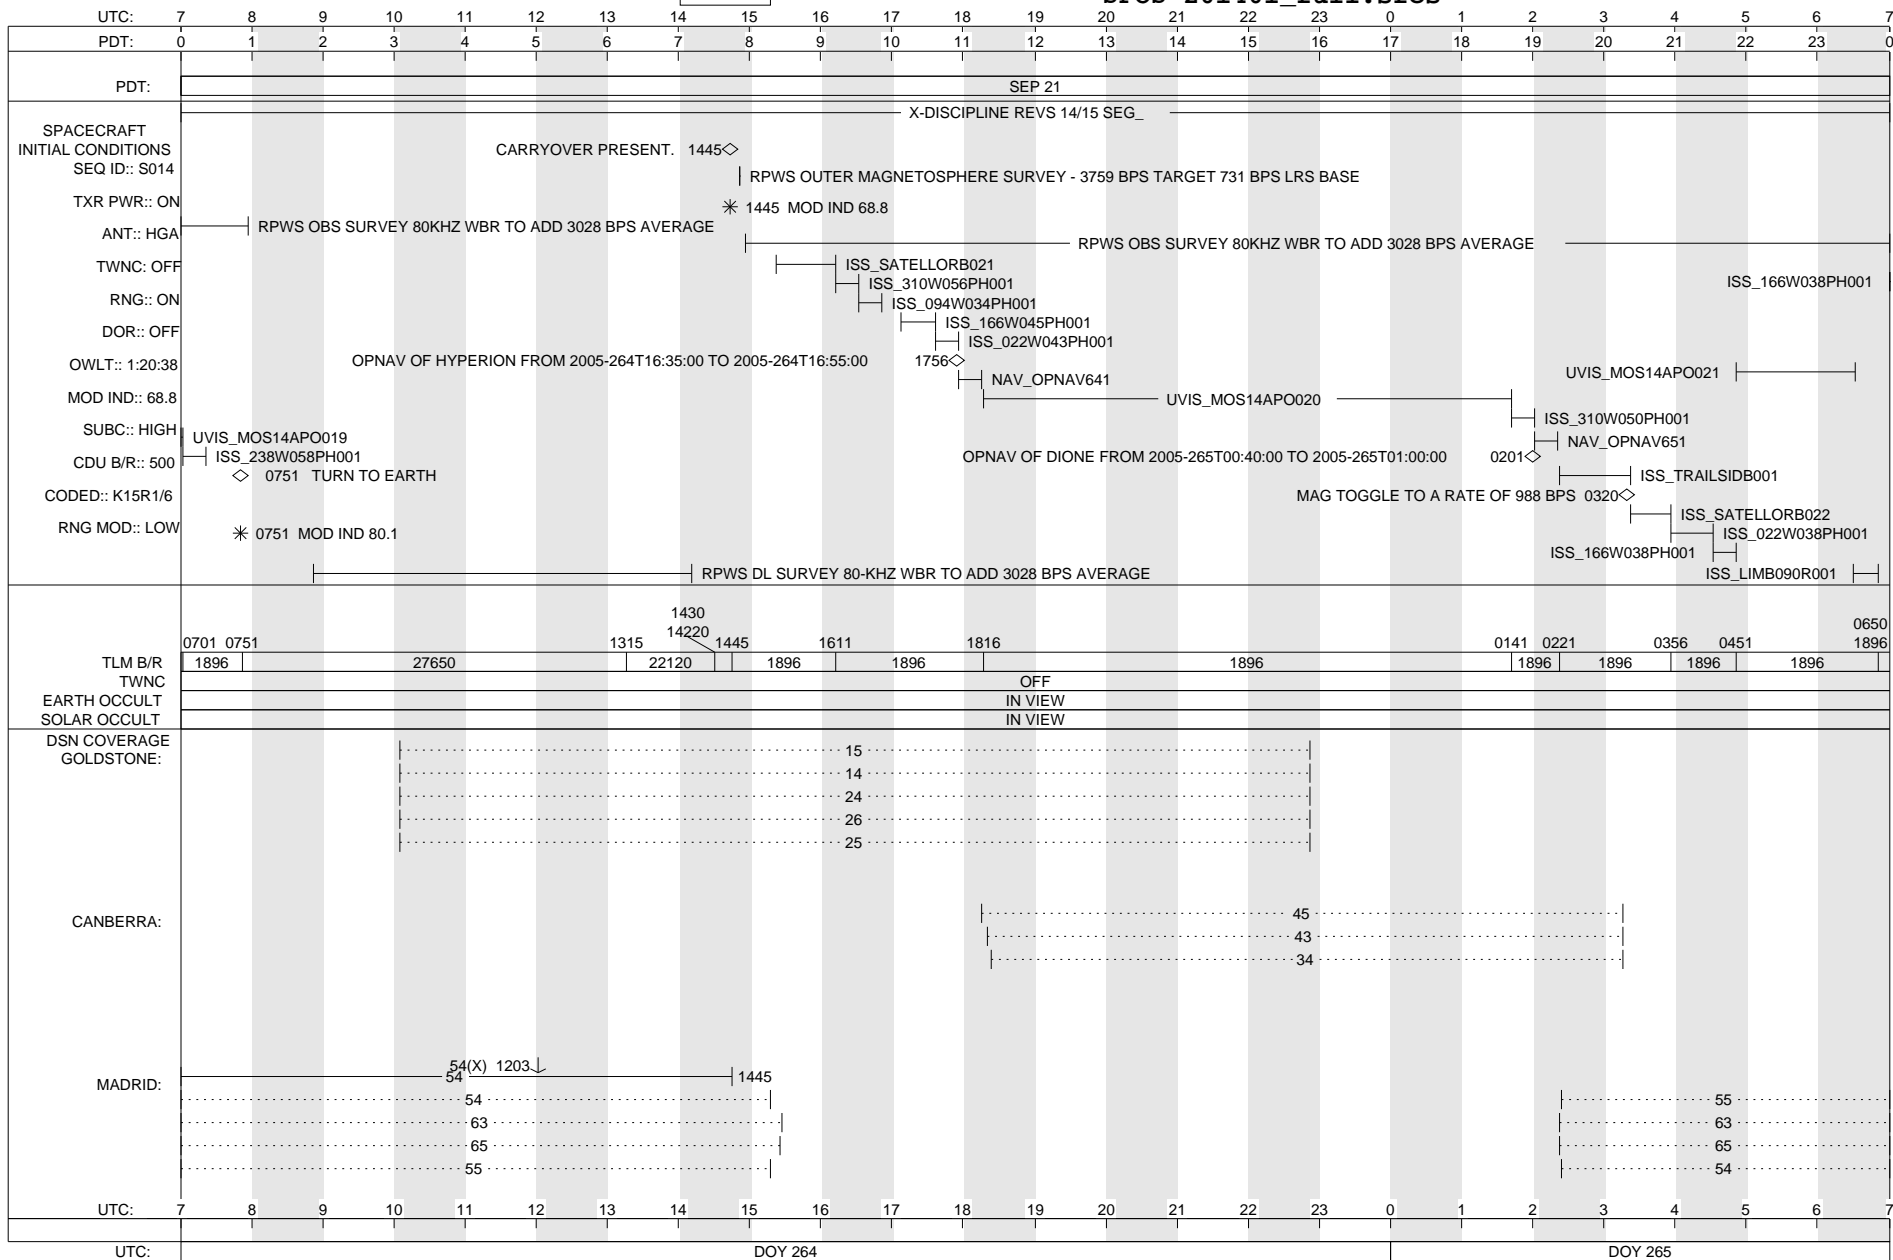 UTC: 7 8 9 10 11 12 13 14 15 16 17 18 19 20 21 22 23 0 1 2 3 4 5 6 7
PDT: 0 1 2 3 4 5 6 7 8 9 10 11 12 13 14 15 16 17 18 19 20 21 22 23 0
PDT: SEP 21
X-DISCIPLINE REVS 14/15 SEG_
SPACECRAFT
INITIAL CONDITIONS
CARRYOVER PRESENT. 1445
SEQ ID:: S014
RPWS OUTER MAGNETOSPHERE SURVEY - 3759 BPS TARGET 731 BPS LRS BASE
TXR PWR:: ON
1445 MOD IND 68.8
RPWS OBS SURVEY 80KHZ WBR TO ADD 3028 BPS AVERAGE
ANT:: HGA
RPWS OBS SURVEY 80KHZ WBR TO ADD 3028 BPS AVERAGE
TWNC: OFF
ISS_SATELLORB021
ISS_310W056PH001
ISS_166W038PH001
RNG:: ON
ISS_094W034PH001
ISS_166W045PH001
DOR:: OFF
ISS_022W043PH001
OPNAV OF HYPERION FROM 2005-264T16:35:00 TO 2005-264T16:55:00 1756
OWLT:: 1:20:38
UVIS_MOS14APO021
NAV_OPNAV641
MOD IND:: 68.8
UVIS_MOS14APO020
ISS_310W050PH001
SUBC:: HIGH
UVIS_MOS14APO019
NAV_OPNAV651
ISS_238W058PH001
OPNAV OF DIONE FROM 2005-265T00:40:00 TO 2005-265T01:00:00 0201
CDU B/R:: 500
0751 TURN TO EARTH
ISS_TRAILSIDB001
CODED:: K15R1/6
MAG TOGGLE TO A RATE OF 988 BPS 0320
ISS_SATELLORB022
RNG MOD:: LOW
0751 MOD IND 80.1
ISS_022W038PH001
ISS_166W038PH001
RPWS DL SURVEY 80-KHZ WBR TO ADD 3028 BPS AVERAGE
ISS_LIMB090R001
1430
14220
0650
0701 0751 1315 1445 1611 1816 0141 0221 0356 0451 1896
TLM B/R 1896 27650 22120 1896 1896 1896 1896 1896 1896 1896
TWNC OFF
EARTH OCCULT IN VIEW
SOLAR OCCULT IN VIEW
DSN COVERAGE
GOLDSTONE:
15
14
24
26
25
CANBERRA:
45
43
34
MADRID:
54(X) 1203
54 1445
54 55
63 63
65 65
55 54
UTC: 7 8 9 10 11 12 13 14 15 16 17 18 19 20 21 22 23 0 1 2 3 4 5 6 7
UTC: DOY 264 DOY 265